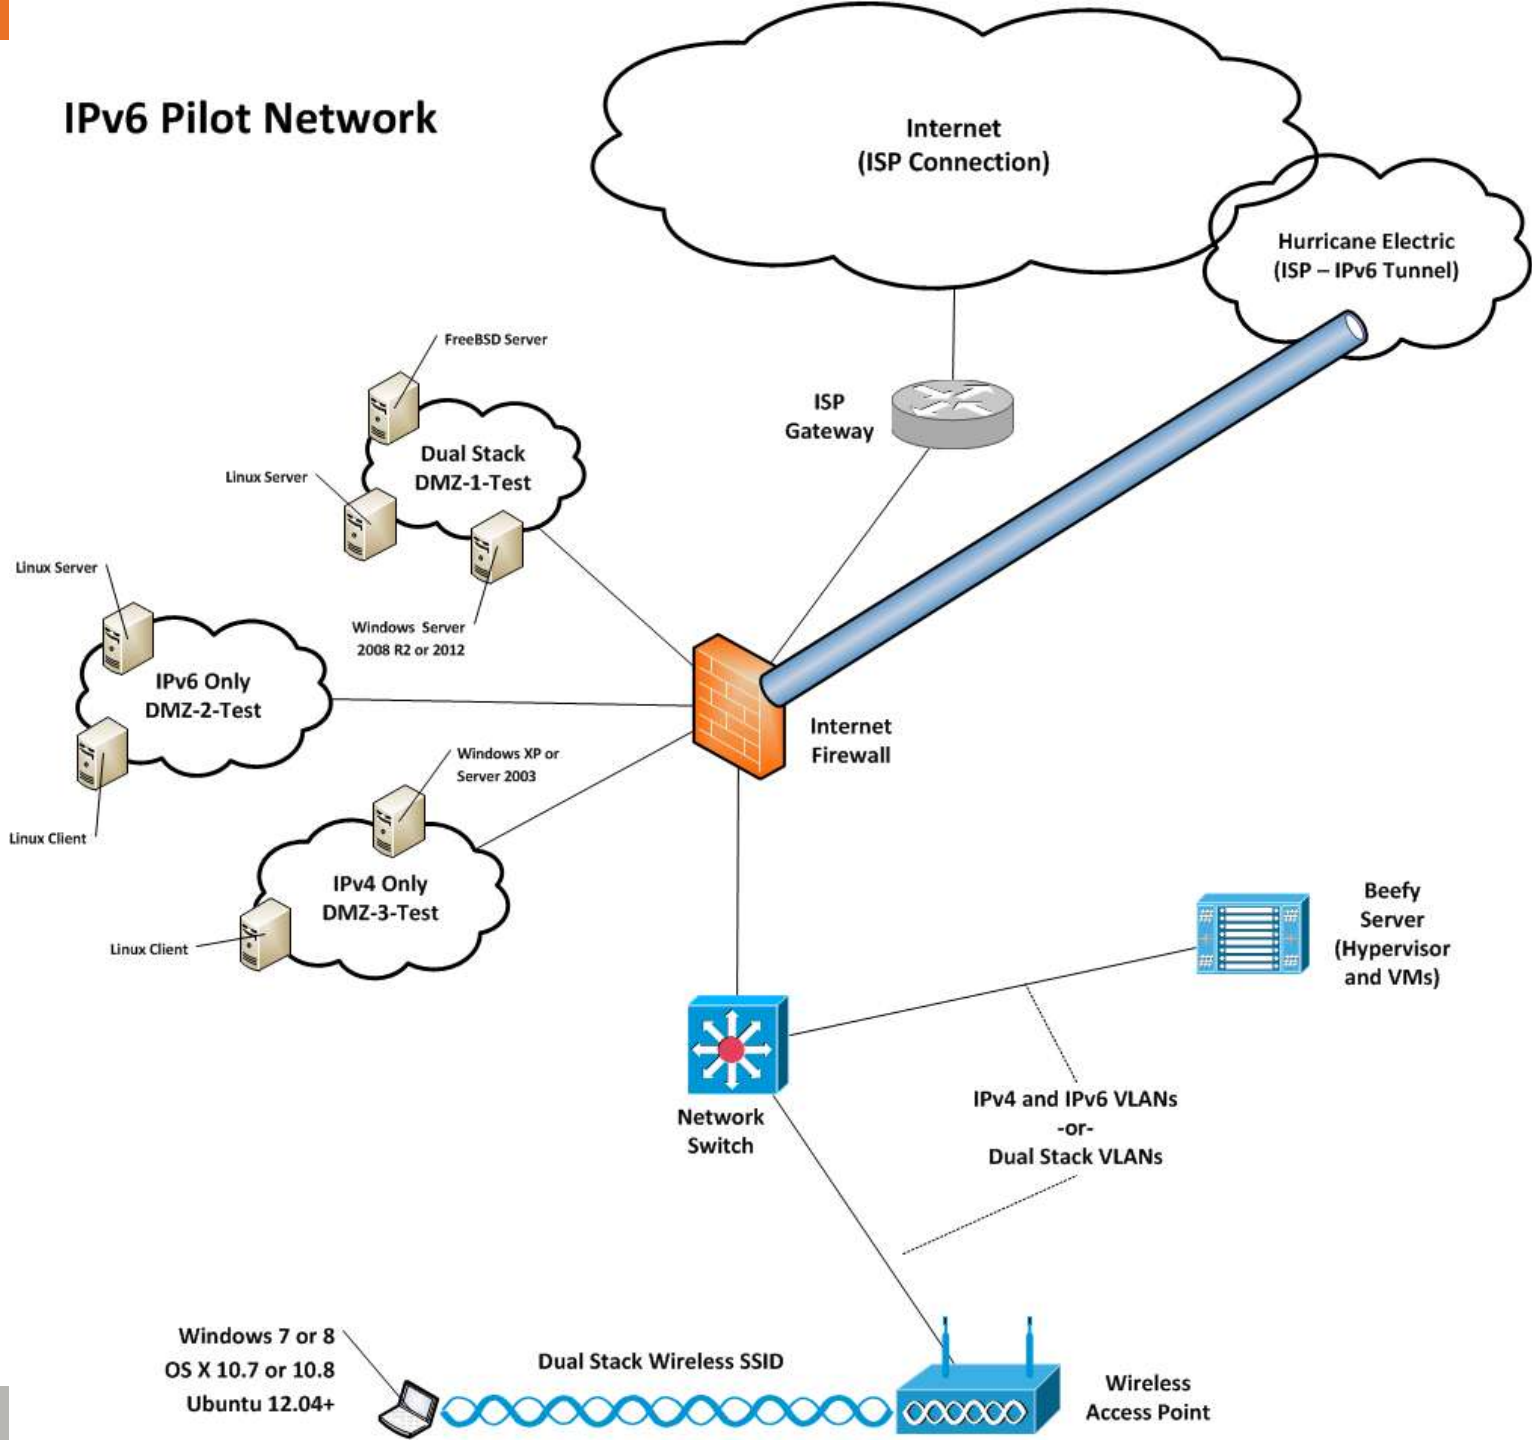 IPv6 Pilot Network
Internet
(ISP Connection)
Hurricane Electric
(ISP – IPv6 Tunnel)
FreeBSD Server
ISP
Gateway
Dual Stack
DMZ-1-Test
Linux Server
Linux Server
Windows Server
2008 R2 or 2012
IPv6 Only
DMZ-2-Test
Internet
Firewall
Windows XP or
Server 2003
Linux Client
IPv4 Only
DMZ-3-Test
Linux Client
Beefy
Server
(Hypervisor
and VMs)
Network
Switch
IPv4 and IPv6 VLANs
-or-
Dual Stack VLANs
Windows 7 or 8
OS X 10.7 or 10.8
Ubuntu 12.04+
Dual Stack Wireless SSID
Wireless
Access Point